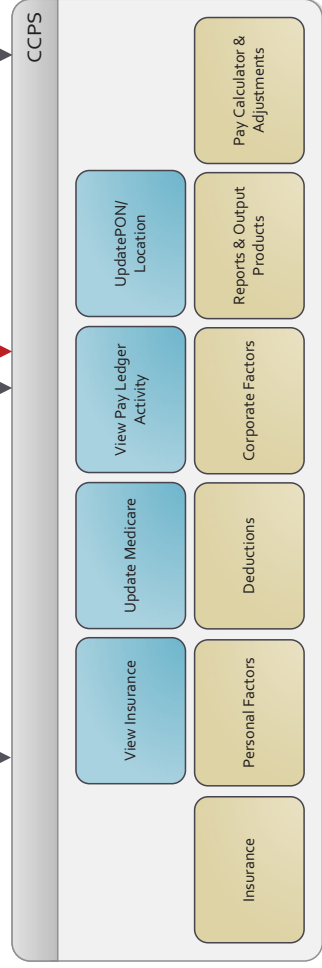 CCPS
View Insurance
Update Medicare
View Pay Ledger
Activity
UpdatePON/
Location
Insurance
Personal Factors
Deductions
Corporate Factors
Reports & Output
Products
Pay Calculator &
Adjustments